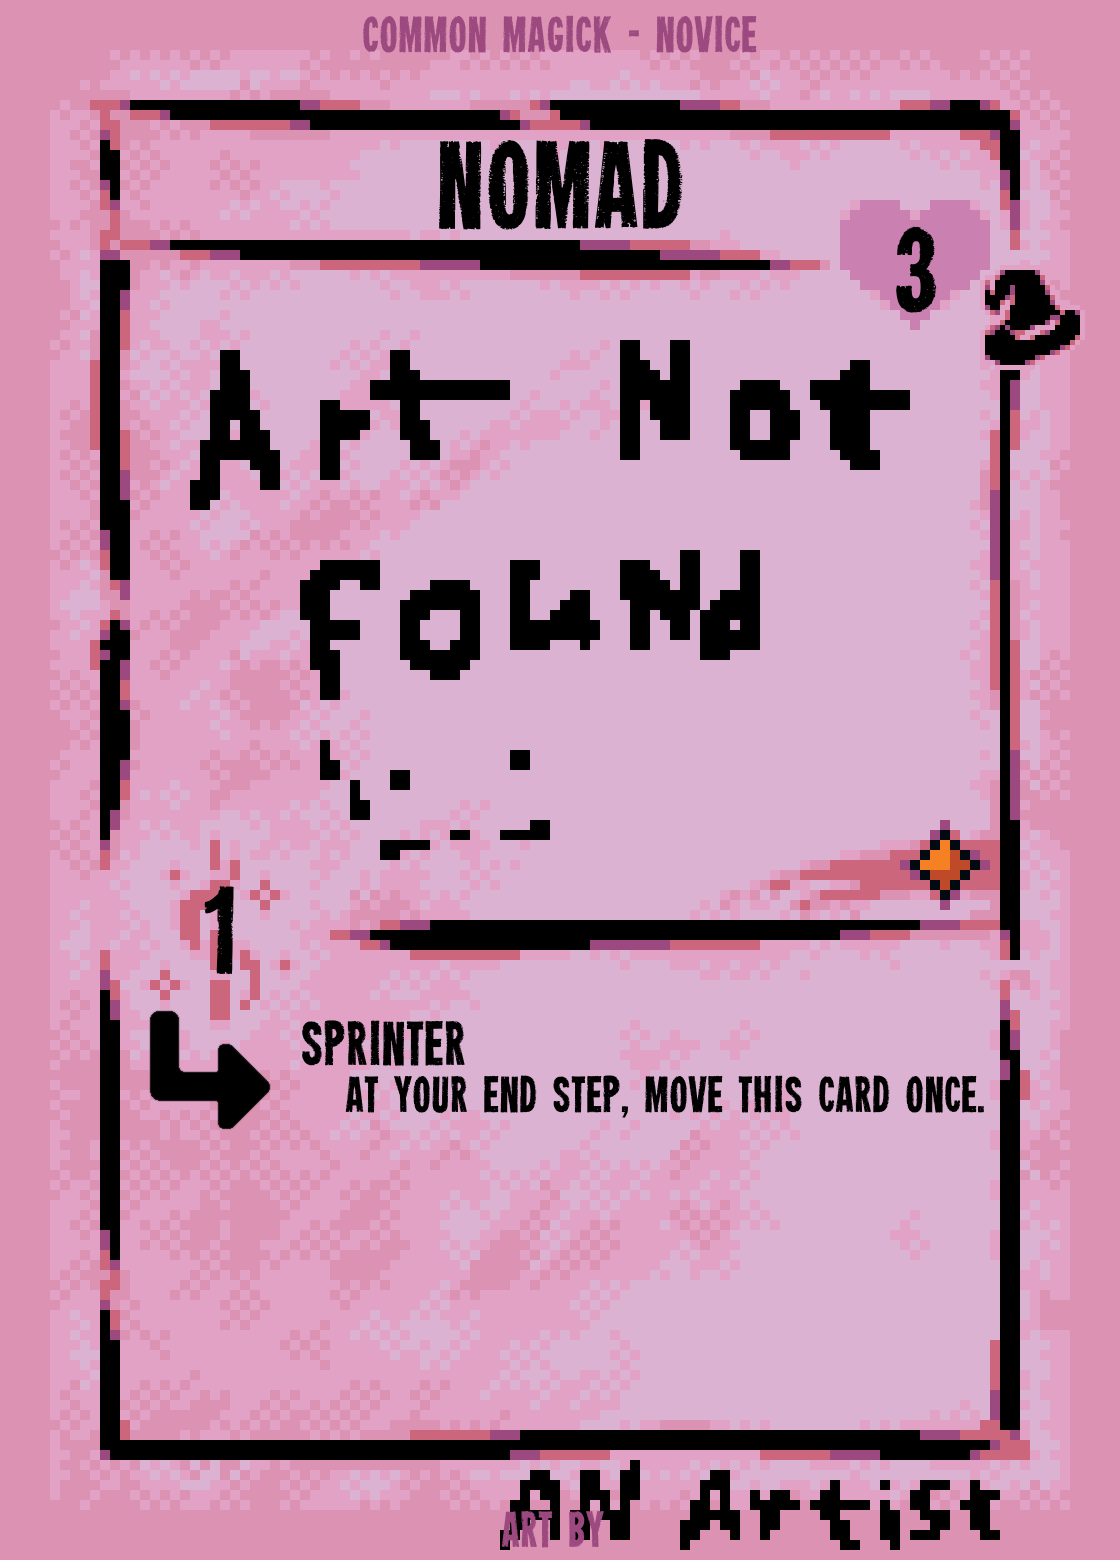 COMMON MAGICK - NOVICE
NOMAD
3
Art Not
Found
1
SPRINTER
AT YOUR END STEP, MOVE THIS CARD ONCE.
AN Artist
ART BY